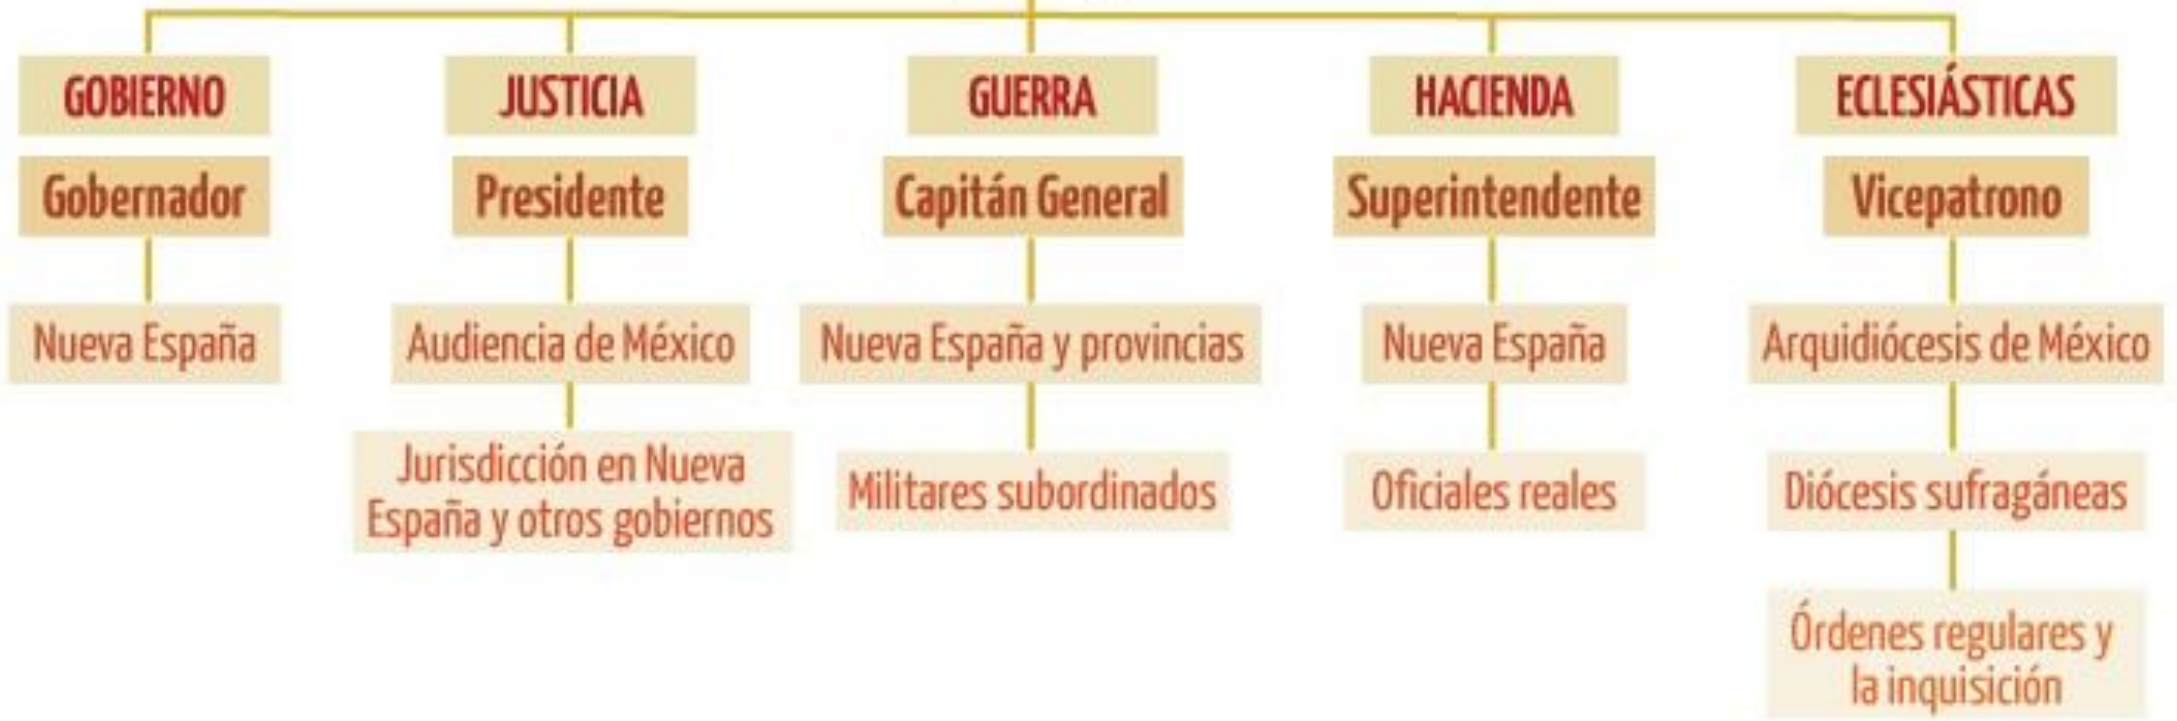 GOBIERNO
JUSTICIA
GUERRA
HACIENDA
ECLESIÁSTICAS
Gobernador
Presidente
Capitán General
Superintendente
Vicepatrono
Nueva España
Audiencia de México
Nueva España y provincias
Nueva España
Arquidiócesis de México
Jurisdicción en Nueva
España y otros gobiernos
Militares subordinados
Oficiales reales
Diócesis sufragáneas
Órdenes regulares y
la inquisición